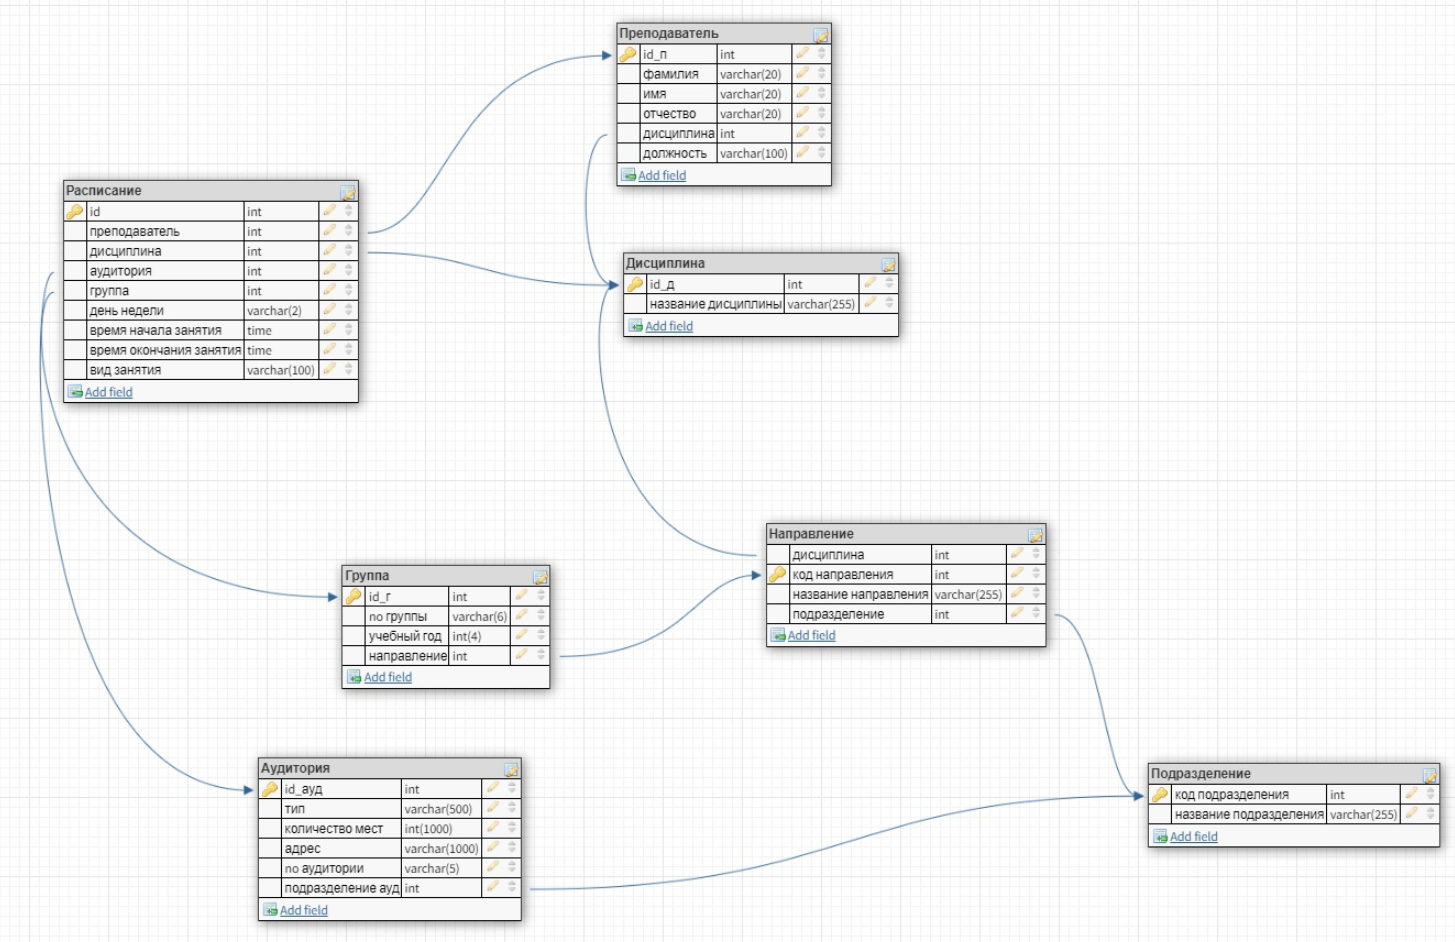 Преподаватель
id_п int
фамилия varchar(20)
имя varchar(20)
отчество varchar(20)
дисциплина int
должность varchar(100)
Add field
Расписание
id int
преподаватель int
дисциплина int
аудитория int
группа int
день недели varchar(2)
время начала занятия time
время окончания занятия time
вид занятия varchar(100)
Add field
Дисциплина
id_д int
название дисциплины varchar(255)
Add field
Направление
дисциплина int
код направления int
название направления varchar(255)
подразделение int
Add field
Группа
id_г int
no группы varchar(6)
учебный год int(4)
направление int
Add field
Аудитория
id_ауд int
тип varchar(500)
количество мест int(1000)
адрес varchar(1000)
no аудитории varchar(5)
подразделение ауд int
Add field
Подразделение
код подразделения int
название подразделения varchar(255)
Add field